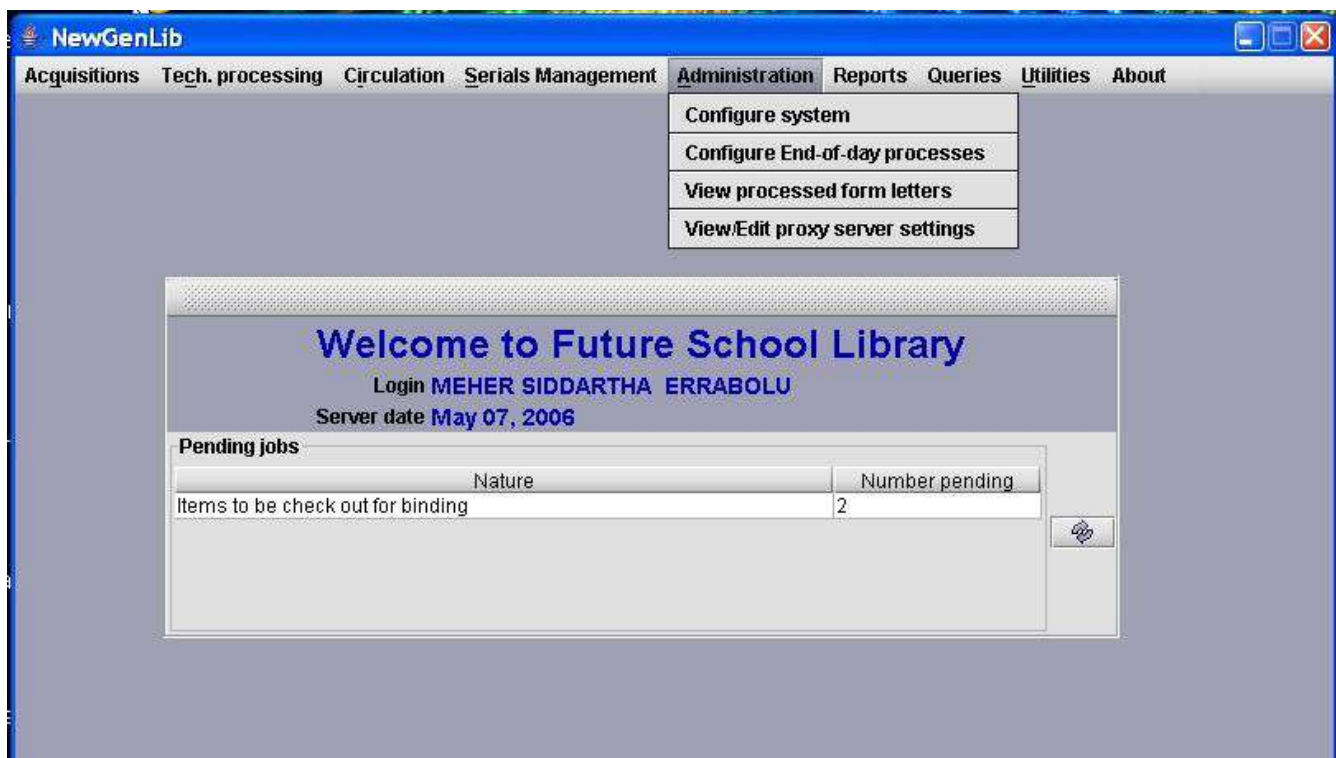 NewGenLib
Acquisitions Tech. processing Circulation Serials Management Administration Reports Queries Utilities About
Configure system
Configure End-of-day processes
View processed form letters
View/Edit proxy server settings
Welcome to Future School Library
Login MEHER SIDDARTHA ERRABOLU
Server date May 07, 2006
Pending jobs
Nature Number pending
Items to be check out for binding 2